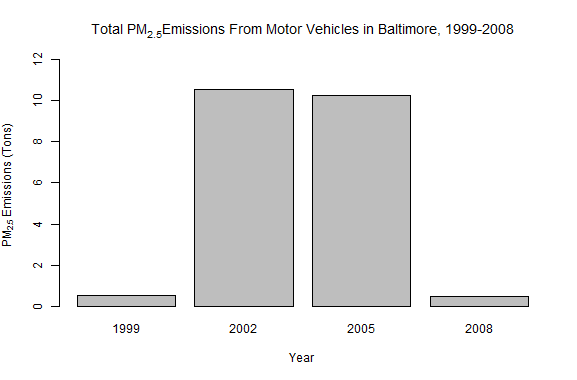 Total PM2.5Emissions From Motor Vehicles in Baltimore, 1999-2008
PM2.5 Emissions (Tons)
12
10
8
6
4
2
0
1999 2002 2005 2008
Year